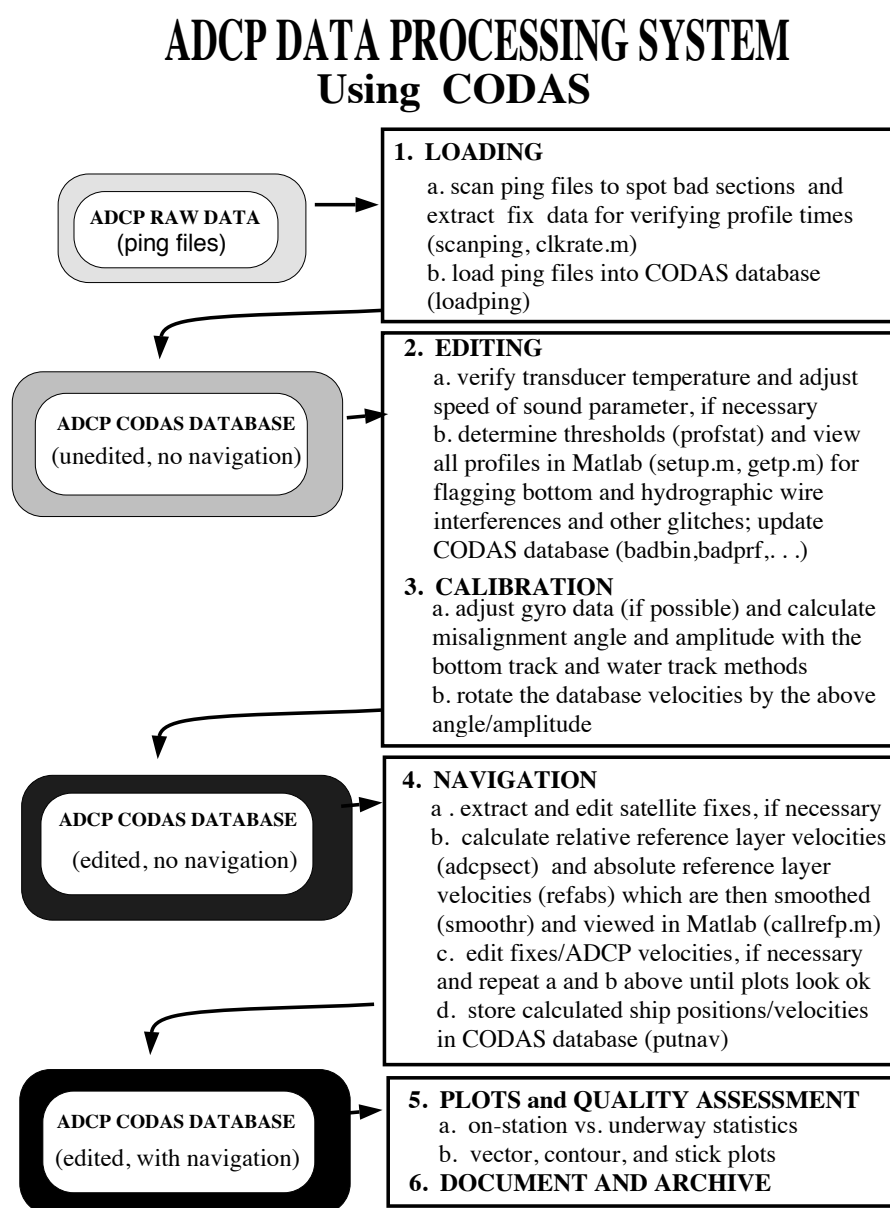 ADCP DATA PROCESSING SYSTEM
Using CODAS
ADCP RAW DATA
(ping files)
1. LOADING
a. scan ping files to spot bad sections and
extract fix data for verifying profile times
(scanping, clkrate.m)
b. load ping files into CODAS database
(loadping)
ADCP CODAS DATABASE
(unedited, no navigation)
2. EDITING
a. verify transducer temperature and adjust
speed of sound parameter, if necessary
b. determine thresholds (profstat) and view
all profiles in Matlab (setup.m, getp.m) for
flagging bottom and hydrographic wire
interferences and other glitches; update
CODAS database (badbin,badprf,. . .)
3. CALIBRATION
a. adjust gyro data (if possible) and calculate
misalignment angle and amplitude with the
bottom track and water track methods
b. rotate the database velocities by the above
angle/amplitude
ADCP CODAS DATABASE
(edited, no navigation)
4. NAVIGATION
a . extract and edit satellite fixes, if necessary
b. calculate relative reference layer velocities
(adcpsect) and absolute reference layer
velocities (refabs) which are then smoothed
(smoothr) and viewed in Matlab (callrefp.m)
c. edit fixes/ADCP velocities, if necessary
and repeat a and b above until plots look ok
d. store calculated ship positions/velocities
in CODAS database (putnav)
ADCP CODAS DATABASE
(edited, with navigation)
5. PLOTS and QUALITY ASSESSMENT
a. on-station vs. underway statistics
b. vector, contour, and stick plots
6. DOCUMENT AND ARCHIVE